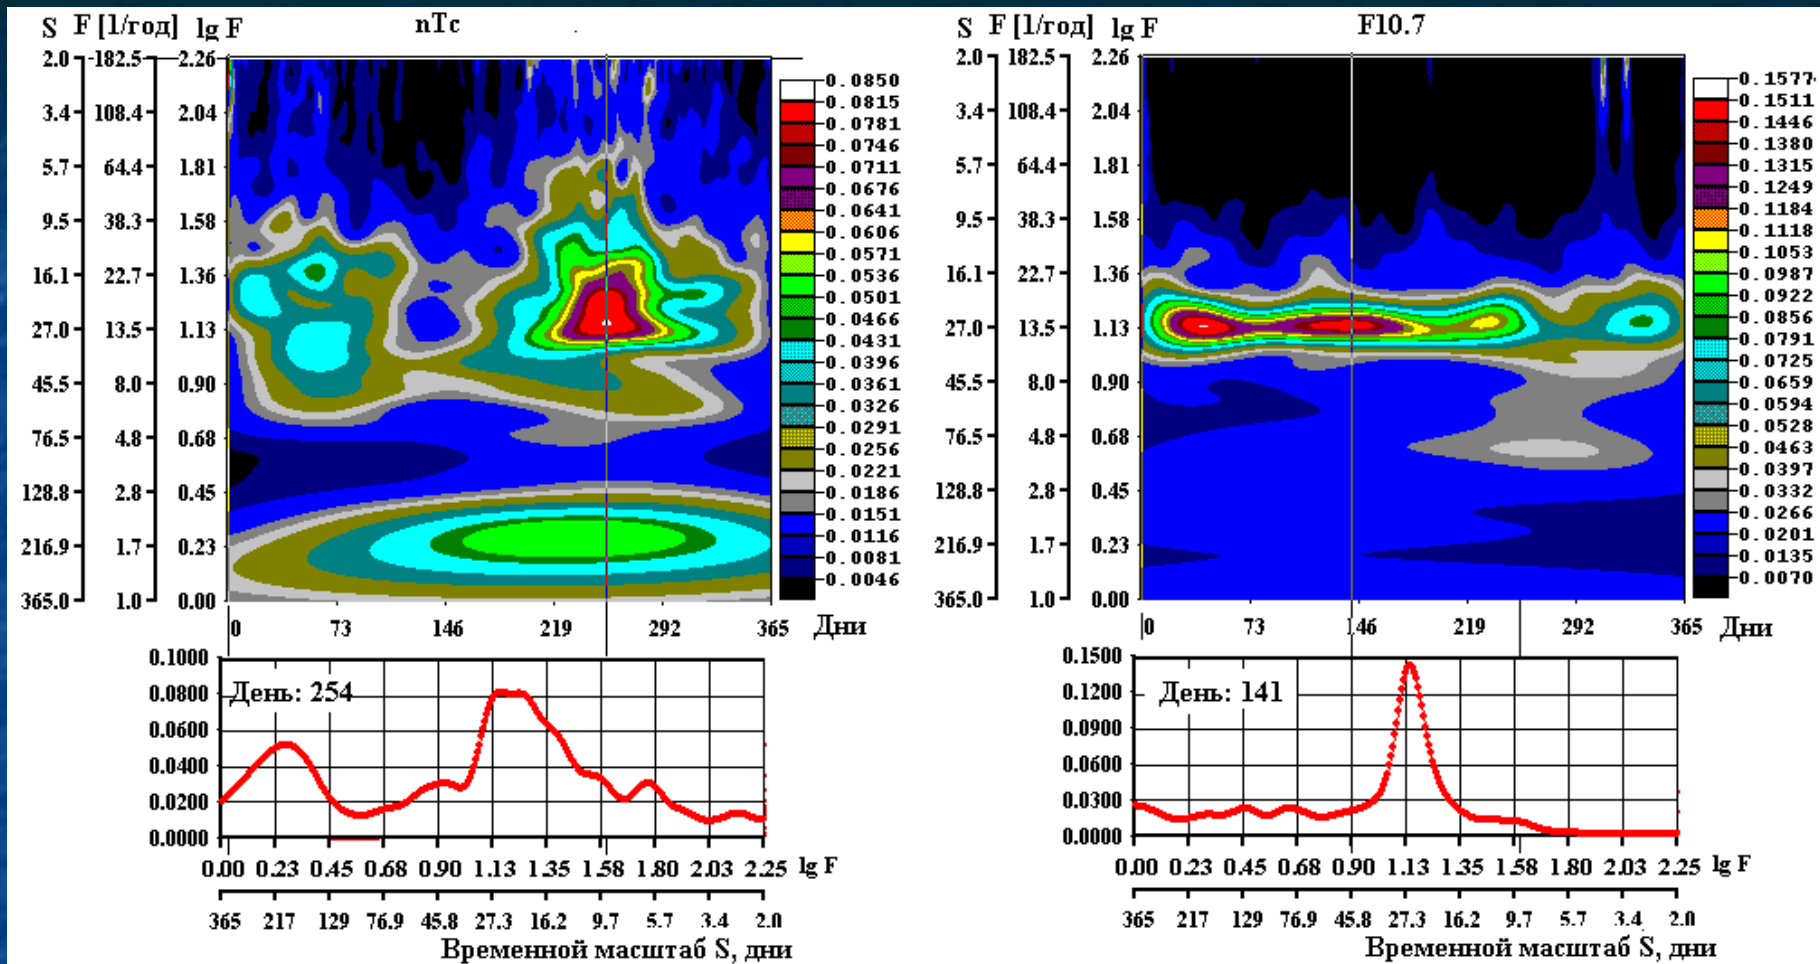 S F [1/год] lg F nTc
2.0 182.5 2.26
3.4 108.4 2.04
5.7 64.4 1.81
9.5 38.3 1.58
16.1 22.7 1.36
27.0 13.5 1.13
45.5 8.0 0.90
76.5 4.8 0.68
128.8 2.8 0.45
216.9 1.7 0.23
365.0 1.0 0.00
0.0850
0.0815
0.0781
0.0746
0.0711
0.0676
0.0641
0.0606
0.0571
0.0536
0.0501
0.0466
0.0431
0.0396
0.0361
0.0326
0.0291
0.0256
0.0221
0.0186
0.0151
0.0116
0.0081
0.0046
0 73 146 219 292 365 Дни
0.1000
0.0800
0.0600
0.0400
0.0200
0.0000
День: 254
0.00 0.23 0.45 0.68 0.90 1.13 1.35 1.58 1.80 2.03 2.25 lg F
365 217 129 76.9 45.8 27.3 16.2 9.7 5.7 3.4 2.0
Временной масштаб S, дни
S F [1/год] lg F F10.7
2.0 182.5 2.26
3.4 108.4 2.04
5.7 64.4 1.81
9.5 38.3 1.58
16.1 22.7 1.36
27.0 13.5 1.13
45.5 8.0 0.90
76.5 4.8 0.68
128.8 2.8 0.45
216.9 1.7 0.23
365.0 1.0 0.00
0.1577
0.1511
0.1446
0.1380
0.1315
0.1249
0.1184
0.1118
0.1053
0.0987
0.0922
0.0856
0.0791
0.0725
0.0659
0.0594
0.0528
0.0463
0.0397
0.0332
0.0266
0.0201
0.0135
0.0070
0 73 146 219 292 365 Дни
0.1500
0.1200
0.0900
0.0600
0.0300
0.0000
День: 141
0.00 0.23 0.45 0.68 0.90 1.13 1.35 1.58 1.80 2.03 2.25 lg F
365 217 129 76.9 45.8 27.3 16.2 9.7 5.7 3.4 2.0
Временной масштаб S, дни